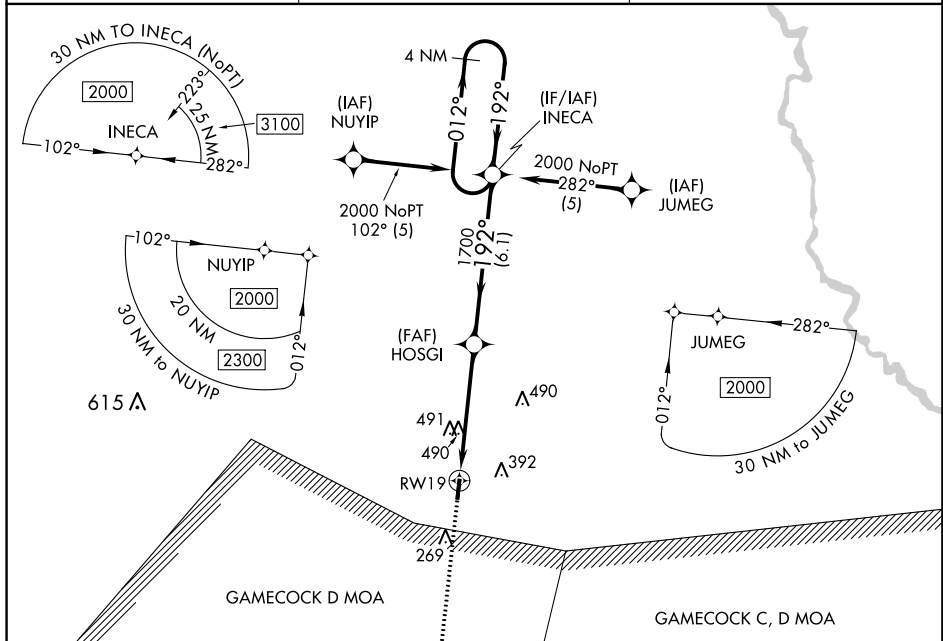 30 NM TO INECA (NoPT)
2000
223°
25 NM
3100
INECA
102°
282°
4 NM
012°
192°
(IAF)
NUYIP
(IF/IAF)
INECA
2000 NoPT
282°
(5)
(IAF)
JUMEG
2000 NoPT
102° (5)
1700
192°
(6.1)
102°
NUYIP
2000
20 NM
2300
30 NM to NUYIP
012°
(FAF)
HOSGI
JUMEG
282°
2000
012°
30 NM to JUMEG
615
490
491
490
392
RW19
269
GAMECOCK D MOA
GAMECOCK C, D MOA